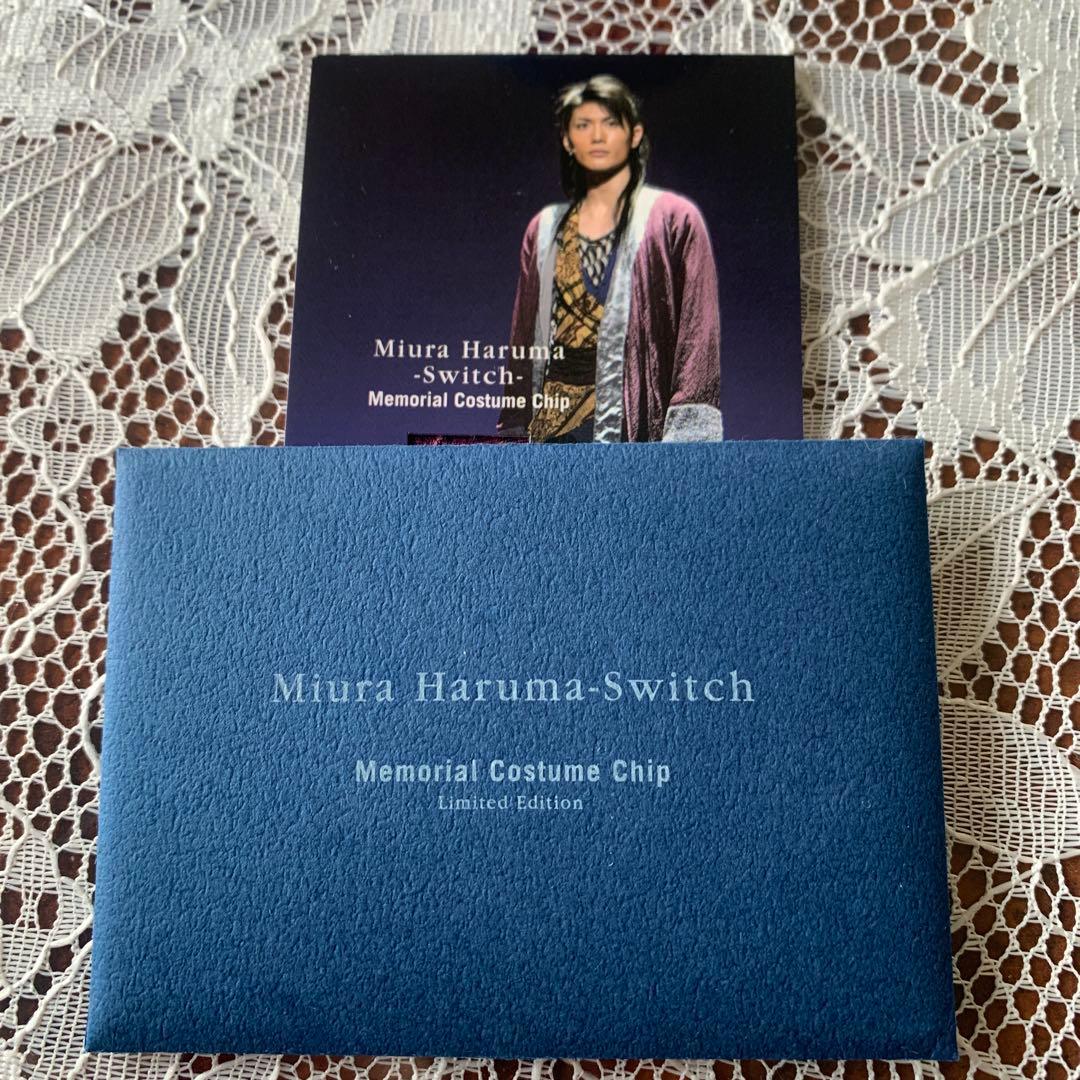 Miura Haruma
-Switch-
Memorial Costume Chip
Miura Haruma-Switch
Memorial Costume Chip
Limited Edition